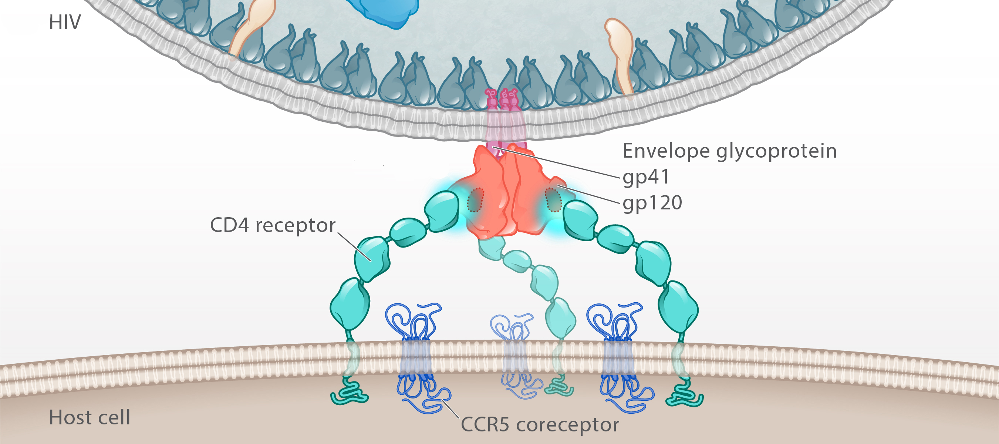 HIV
Envelope glycoprotein
gp41
gp120
CD4 receptor
Host cell
CCR5 coreceptor